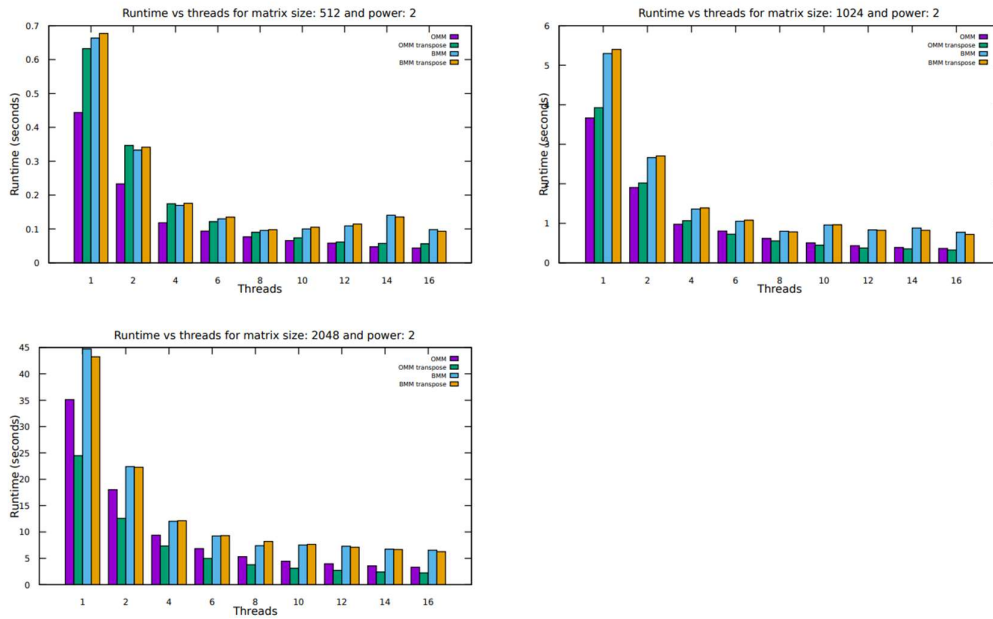 Runtime vs threads for matrix size: 512 and power: 2
Runtime (seconds)
0.7
0.6
0.5
0.4
0.3
0.2
0.1
0
OMM
OMM transpose
BMM
BMM transpose
1 2 4 6 8 10 12 14 16
Threads
Runtime vs threads for matrix size: 1024 and power: 2
Runtime (seconds)
6
5
4
3
2
1
0
OMM
OMM transpose
BMM
BMM transpose
1 2 4 6 8 10 12 14 16
Threads
Runtime vs threads for matrix size: 2048 and power: 2
Runtime (seconds)
45
40
35
30
25
20
15
10
5
0
OMM
OMM transpose
BMM
BMM transpose
1 2 4 6 8 10 12 14 16
Threads